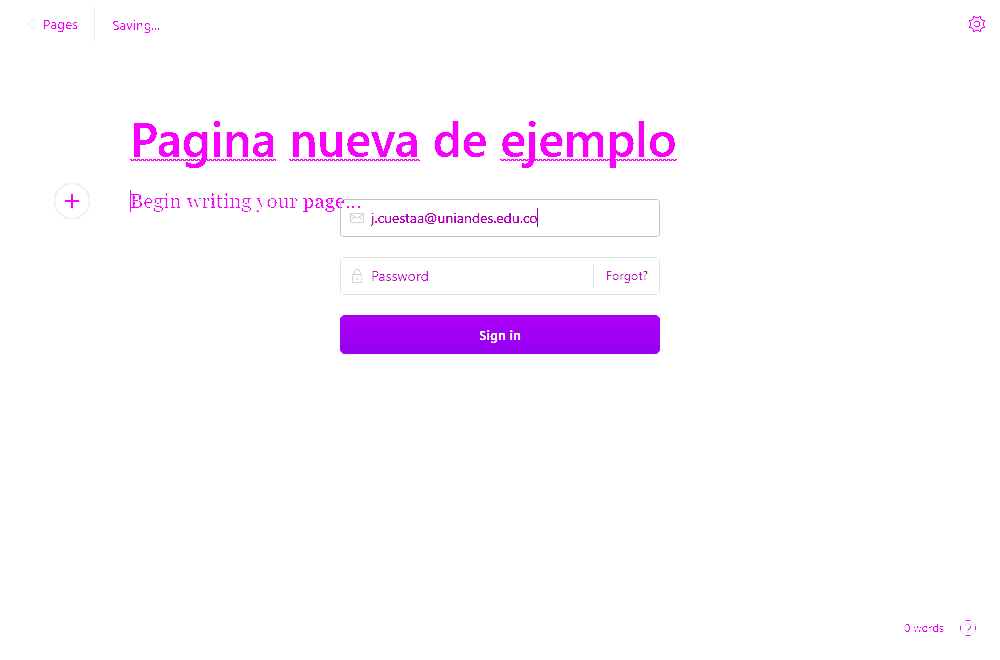 Pages
Saving...
Pagina nueva de ejemplo
Begin writing your page...
j.cuestaa@uniandes.edu.co
Password
Forgot?
Sign in
0 words
?